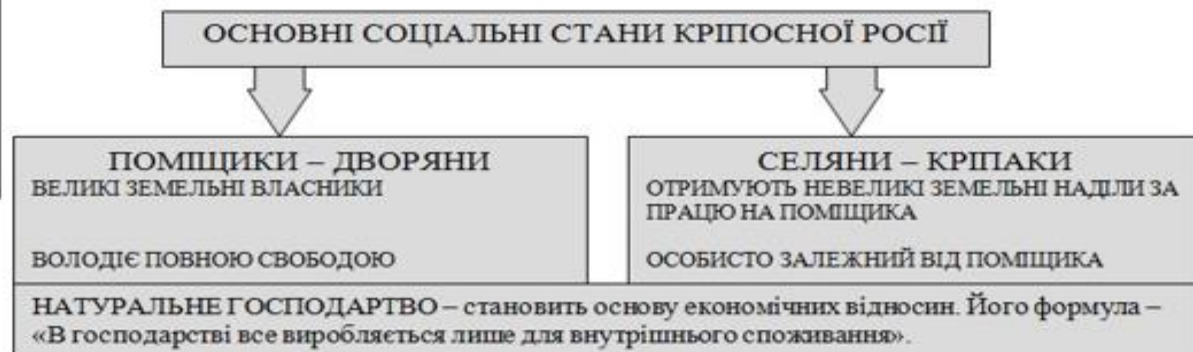 ОСНОВНІ СОЦІАЛЬНІ СТАНИ КРІПОСНОЇ РОСІЇ
ПОМІЩИКИ – ДВОРЯНИ
ВЕЛИКІ ЗЕМЕЛЬНІ ВЛАСНИКИ
ВОЛОДІЄ ПОВНОЮ СВОБОДОЮ
СЕЛЯНИ – КРІПАКИ
ОТРИМУЮТЬ НЕВЕЛИКІ ЗЕМЕЛЬНІ НАДІЛИ ЗА
ПРАЦЮ НА ПОМІЩИКА
ОСОБИСТО ЗАЛЕЖНИЙ ВІД ПОМІЩИКА
НАТУРАЛЬНЕ ГОСПОДАРТВО – становить основу економічних відносин. Його формула –
«В господарстві все виробляється лише для внутрішнього споживання».